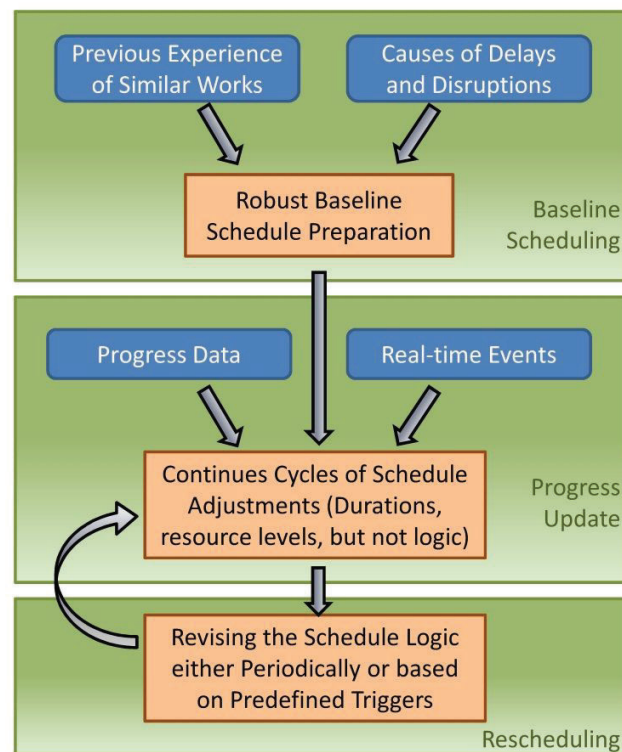 Previous Experience
of Similar Works
Causes of Delays
and Disruptions
Robust Baseline
Schedule Preparation
Baseline
Scheduling
Progress Data
Real-time Events
Continues Cycles of Schedule
Adjustments (Durations,
resource levels, but not logic)
Progress
Update
Revising the Schedule Logic
either Periodically or based
on Predefined Triggers
Rescheduling